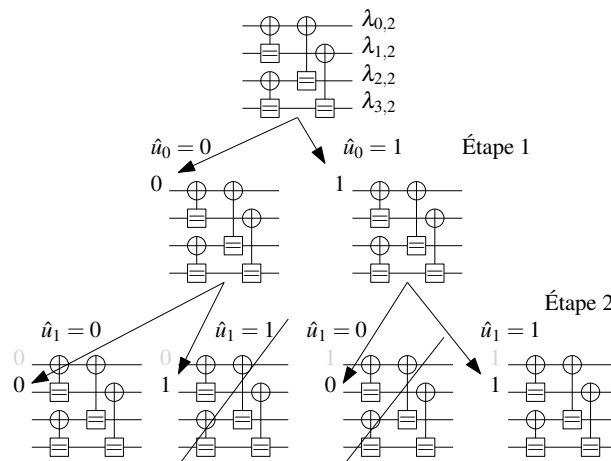 λ0,2
λ1,2
λ2,2
λ3,2
û0 = 0 û0 = 1 Étape 1
0 1
Étape 2
û1 = 0 û1 = 1 û1 = 0 û1 = 1
0 0 1 1
0 1 0 1